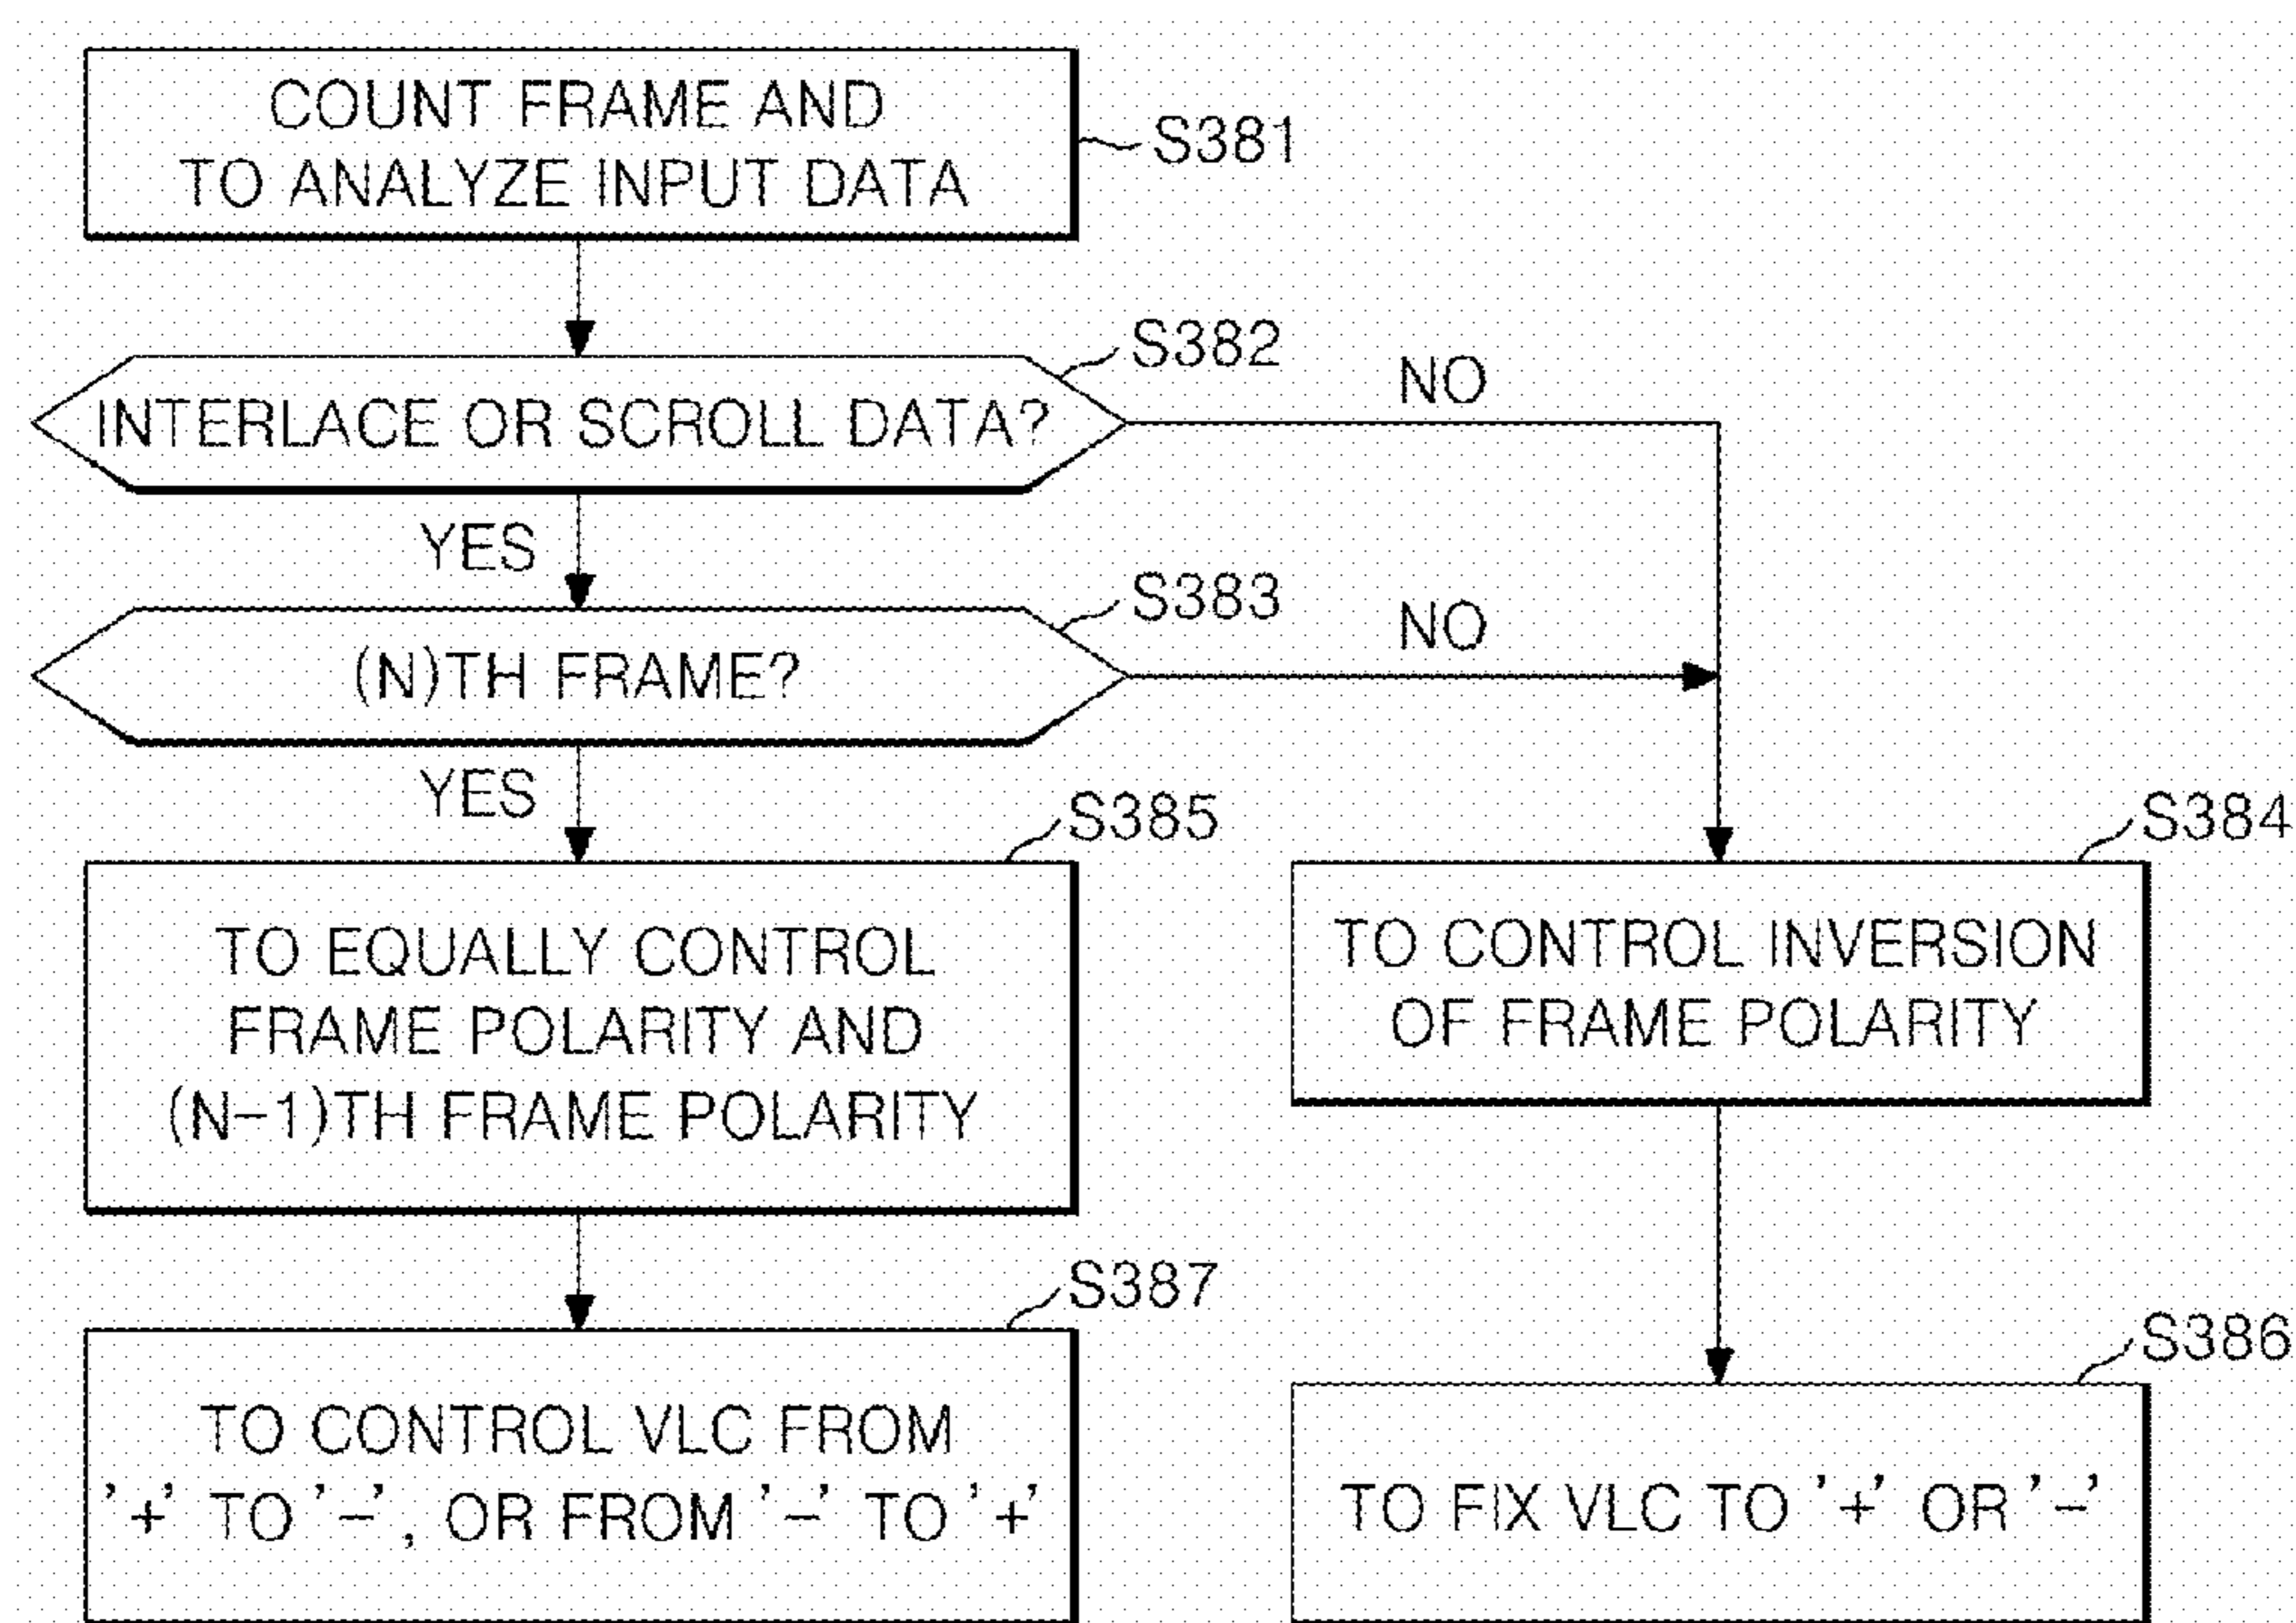 COUNT FRAME AND
TO ANALYZE INPUT DATA
S381
INTERLACE OR SCROLL DATA?
S382
NO
YES
(N)TH FRAME?
S383
NO
YES
S385
TO EQUALLY CONTROL
FRAME POLARITY AND
(N-1)TH FRAME POLARITY
S384
TO CONTROL INVERSION
OF FRAME POLARITY
S387
TO CONTROL VLC FROM
'+' TO '-', OR FROM '-' TO '+'
S386
TO FIX VLC TO '+' OR '-'